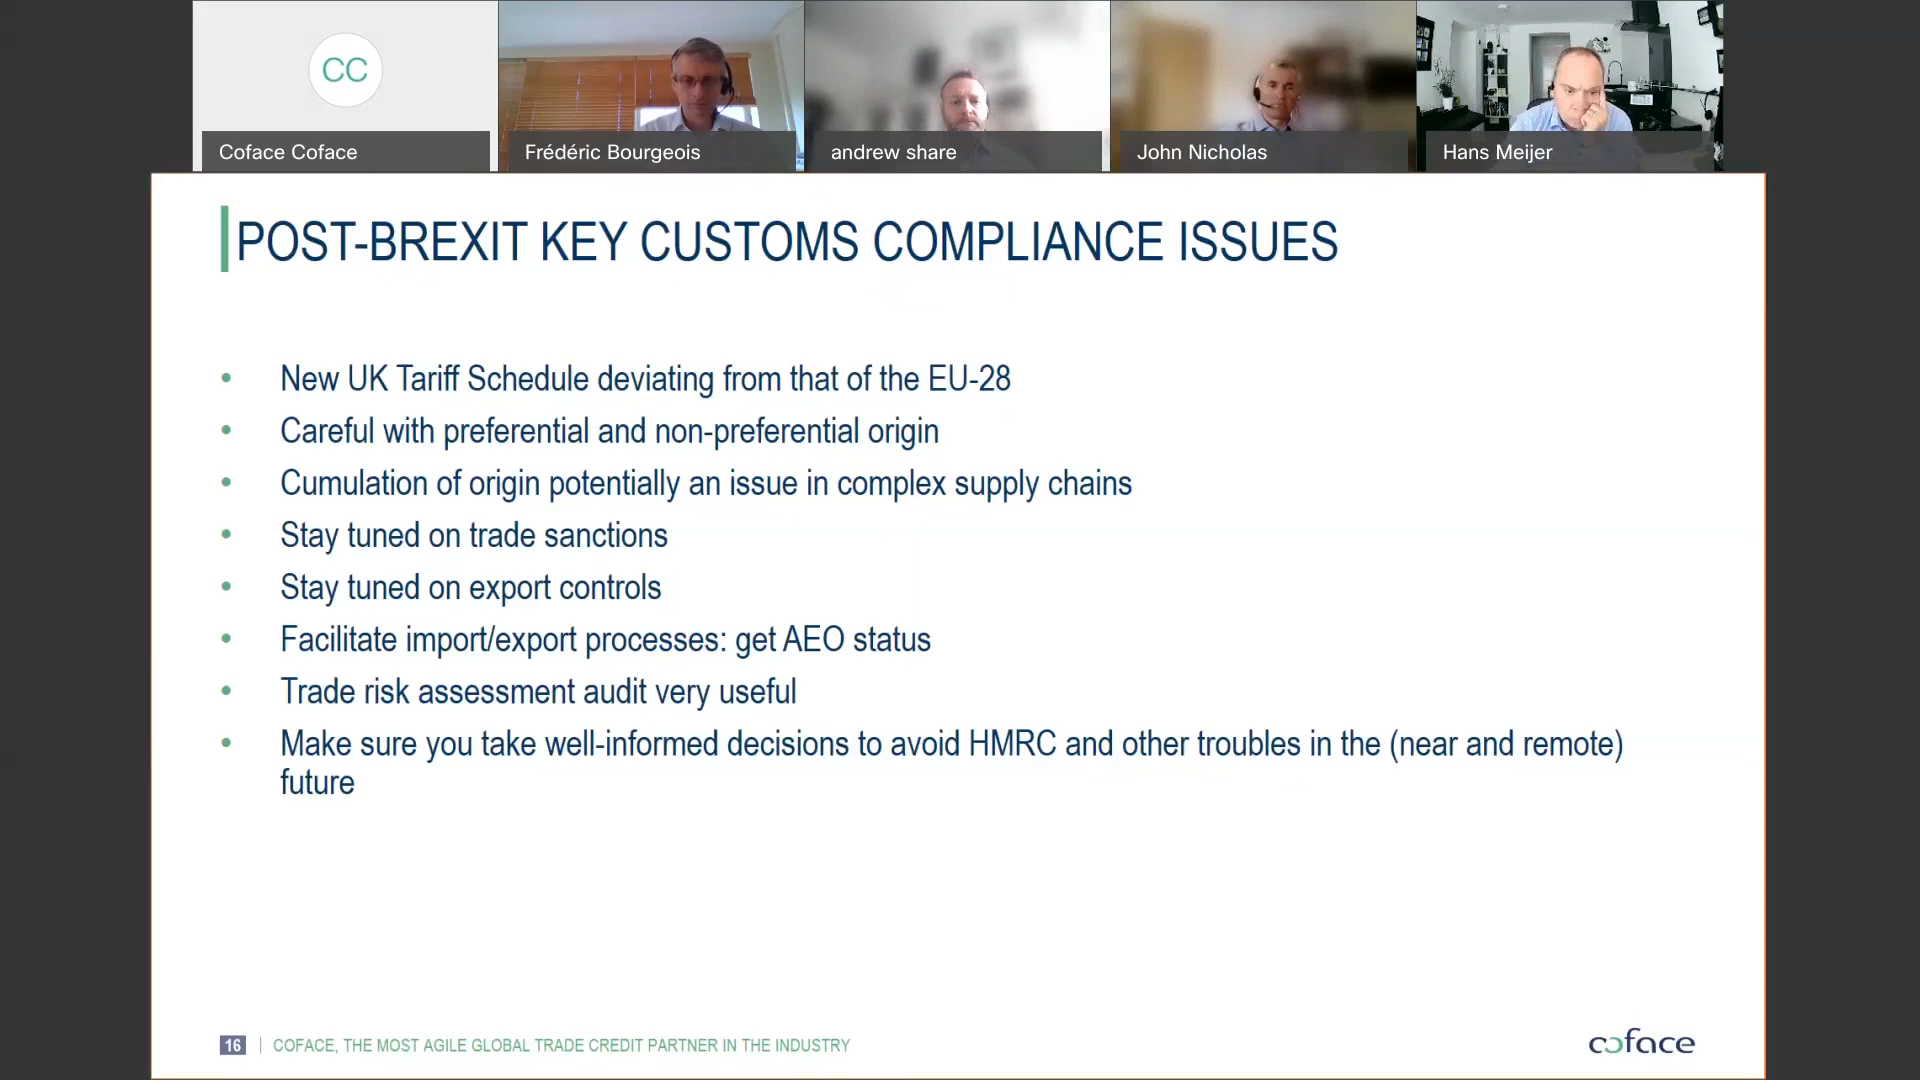 CC
Coface Coface
Frédéric Bourgeois
andrew share
John Nicholas
Hans Meijer
POST-BREXIT KEY CUSTOMS COMPLIANCE ISSUES
• New UK Tariff Schedule deviating from that of the EU-28
• Careful with preferential and non-preferential origin
• Cumulation of origin potentially an issue in complex supply chains
• Stay tuned on trade sanctions
• Stay tuned on export controls
• Facilitate import/export processes: get AEO status
• Trade risk assessment audit very useful
• Make sure you take well-informed decisions to avoid HMRC and other troubles in the (near and remote)
future
16 COFACE, THE MOST AGILE GLOBAL TRADE CREDIT PARTNER IN THE INDUSTRY
coface